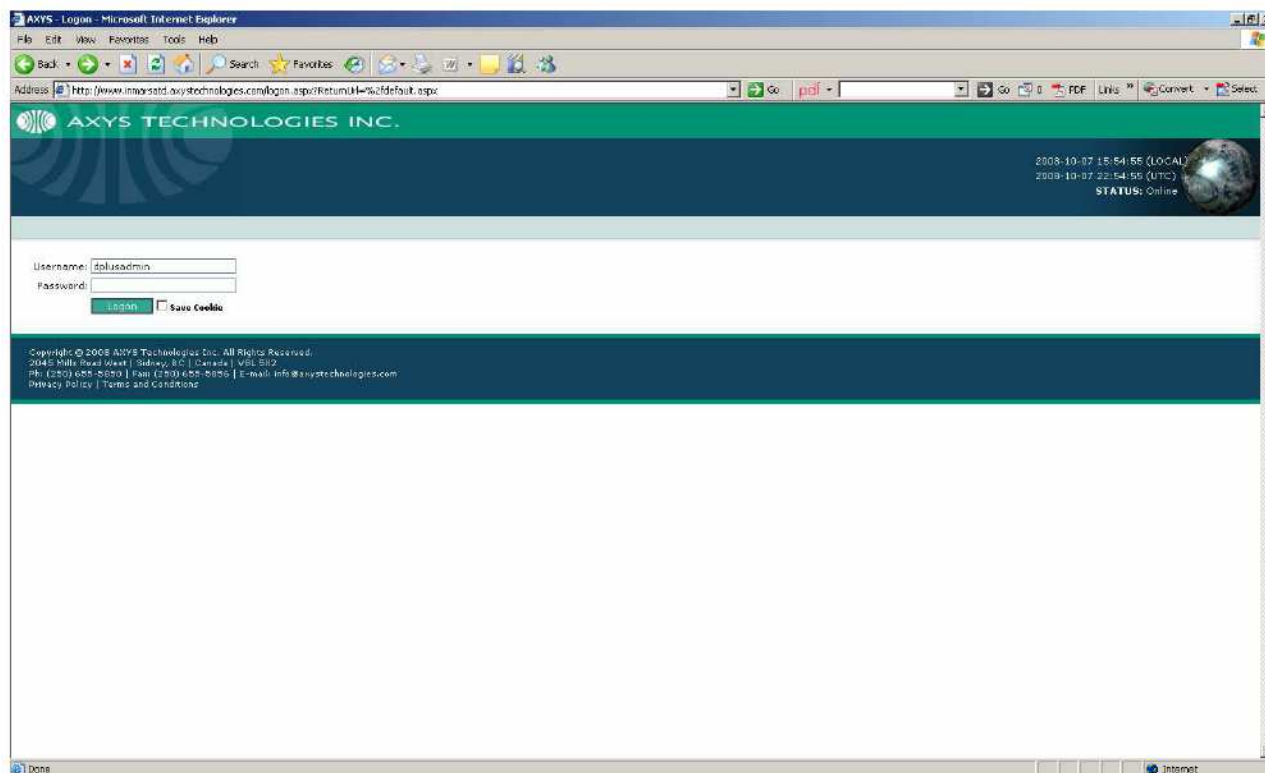 AXYS - Logon - Microsoft Internet Explorer
File Edit View Favorites Tools Help
Back Search Favorites
Address http://www.inmarsatd.axystechnologies.com/logon.aspx?ReturnUrl=%2fdefault.aspx Go pdf Go 0 PDF Links » Convert Select
AXYS TECHNOLOGIES INC.
2008-10-07 15:54:55 (LOCAL)
2008-10-07 22:54:55 (UTC)
STATUS: Online
Username: dplusadmin
Password:
Logon Save Cookie
Copyright © 2008 AXYS Technologies Inc. All Rights Reserved.
2045 Mills Road West | Sidney, BC | Canada | V8L 5X2
Ph: (250) 655-5850 | Fax: (250) 655-5856 | E-mail: info@axystechnologies.com
Privacy Policy | Terms and Conditions
Done Internet